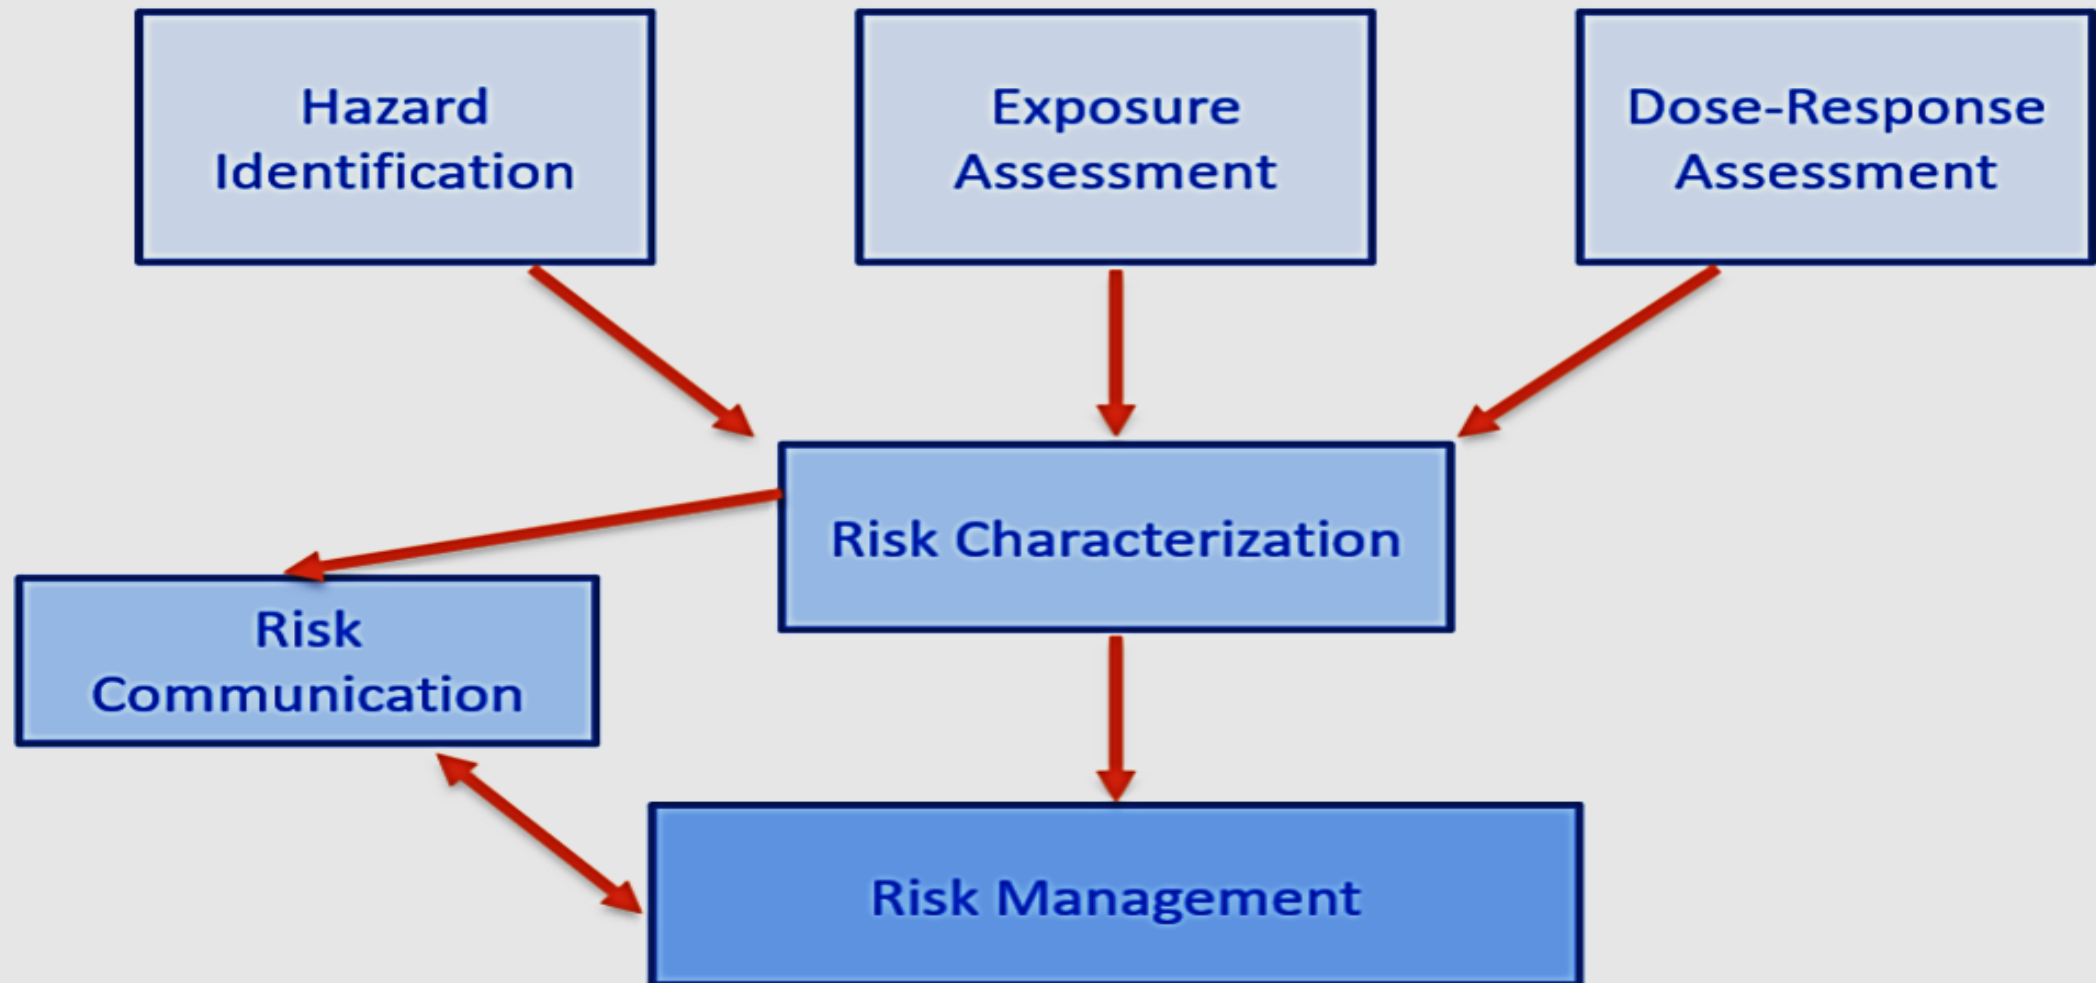 Hazard
Identification
Exposure
Assessment
Dose-Response
Assessment
Risk Characterization
Risk
Communication
Risk Management